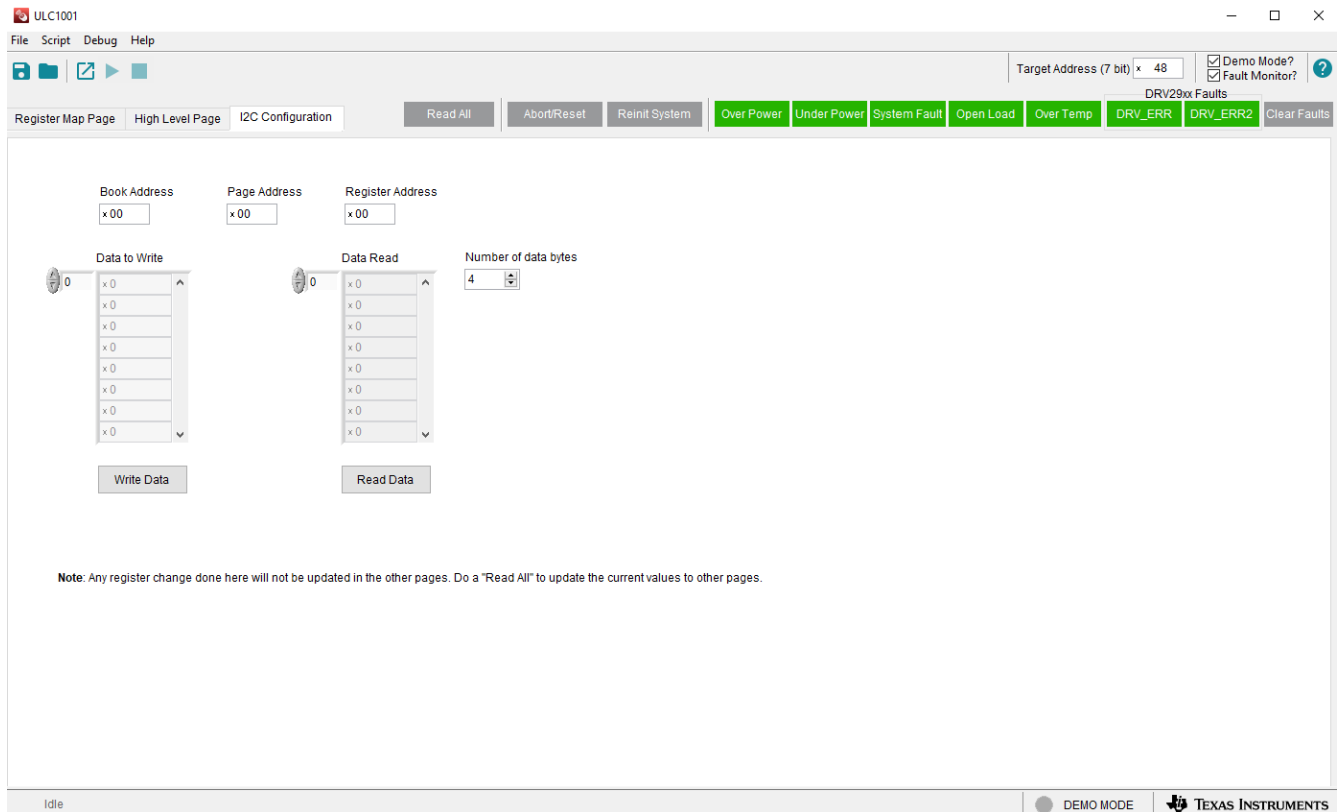 ULC1001
File Script Debug Help
Target Address (7 bit) x 48
Demo Mode?
Fault Monitor?
?
DRV29xx Faults
Register Map Page High Level Page I2C Configuration Read All Abort/Reset Reinit System Over Power Under Power System Fault Open Load Over Temp DRV_ERR DRV_ERR2 Clear Faults
Book Address Page Address Register Address
x 00 x 00 x 00
Data to Write Data Read Number of data bytes
0 x 0 0 x 0 4
x 0 x 0
x 0 x 0
x 0 x 0
x 0 x 0
x 0 x 0
x 0 x 0
x 0 x 0
Write Data Read Data
Note: Any register change done here will not be updated in the other pages. Do a "Read All" to update the current values to other pages.
Idle DEMO MODE TEXAS INSTRUMENTS